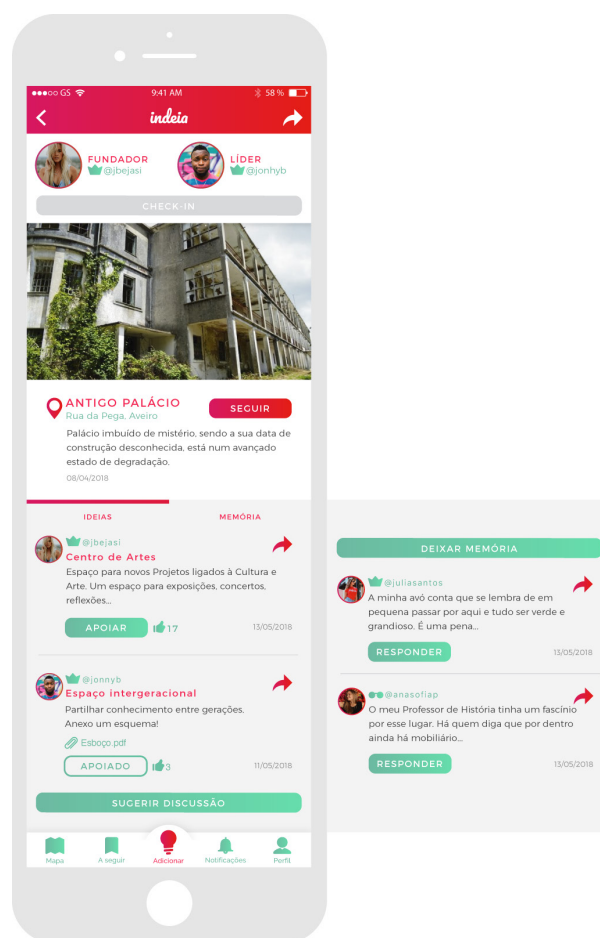 GS
9:41 AM
58 %
indeia
FUNDADOR
@jbejasi
LÍDER
@jonhyb
CHECK-IN
ANTIGO PALÁCIO
Rua da Pega, Aveiro
SEGUIR
Palácio imbuído de mistério, sendo a sua data de
construção desconhecida, está num avançado
estado de degradação.
08/04/2018
IDEIAS
MEMÓRIA
@jbejasi
Centro de Artes
Espaço para novos Projetos ligados à Cultura e
Arte. Um espaço para exposições, concertos,
reflexões...
APOIAR
17
13/05/2018
@jonnyb
Espaço intergeracional
Partilhar conhecimento entre gerações.
Anexo um esquema!
Esboço.pdf
APOIADO
3
11/05/2018
SUGERIR DISCUSSÃO
Mapa
A seguir
Adicionar
Notificações
Perfil
DEIXAR MEMÓRIA
@juliasantos
A minha avó conta que se lembra de em
pequena passar por aqui e tudo ser verde e
grandioso. É uma pena...
RESPONDER
13/05/2018
@anasofiap
O meu Professor de História tinha um fascínio
por esse lugar. Há quem diga que por dentro
ainda há mobiliário...
RESPONDER
13/05/2018